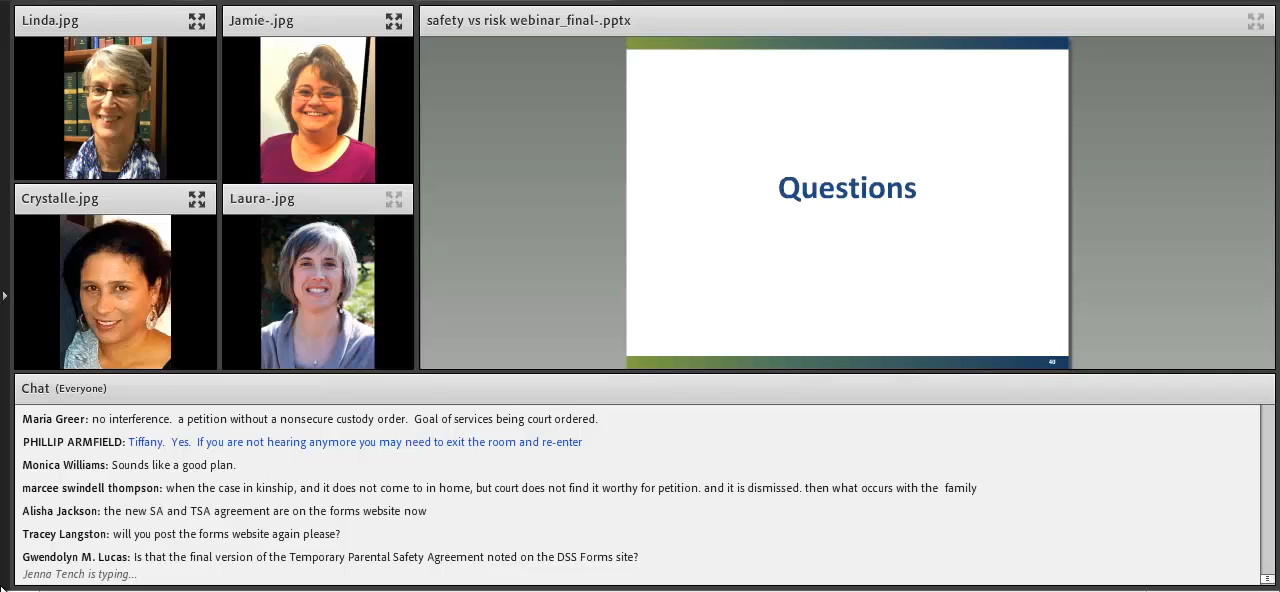 Linda.jpg
Jamie-.jpg
safety vs risk webinar_final-.pptx
Crystalle.jpg
Laura-.jpg
Questions
40
Chat (Everyone)
Maria Greer: no interference. a petition without a nonsecure custody order. Goal of services being court ordered.
PHILLIP ARMFIELD: Tiffany. Yes. If you are not hearing anymore you may need to exit the room and re-enter
Monica Williams: Sounds like a good plan.
marcee swindell thompson: when the case in kinship, and it does not come to in home, but court does not find it worthy for petition. and it is dismissed. then what occurs with the family
Alisha Jackson: the new SA and TSA agreement are on the forms website now
Tracey Langston: will you post the forms website again please?
Gwendolyn M. Lucas: Is that the final version of the Temporary Parental Safety Agreement noted on the DSS Forms site?
Jenna Tench is typing...